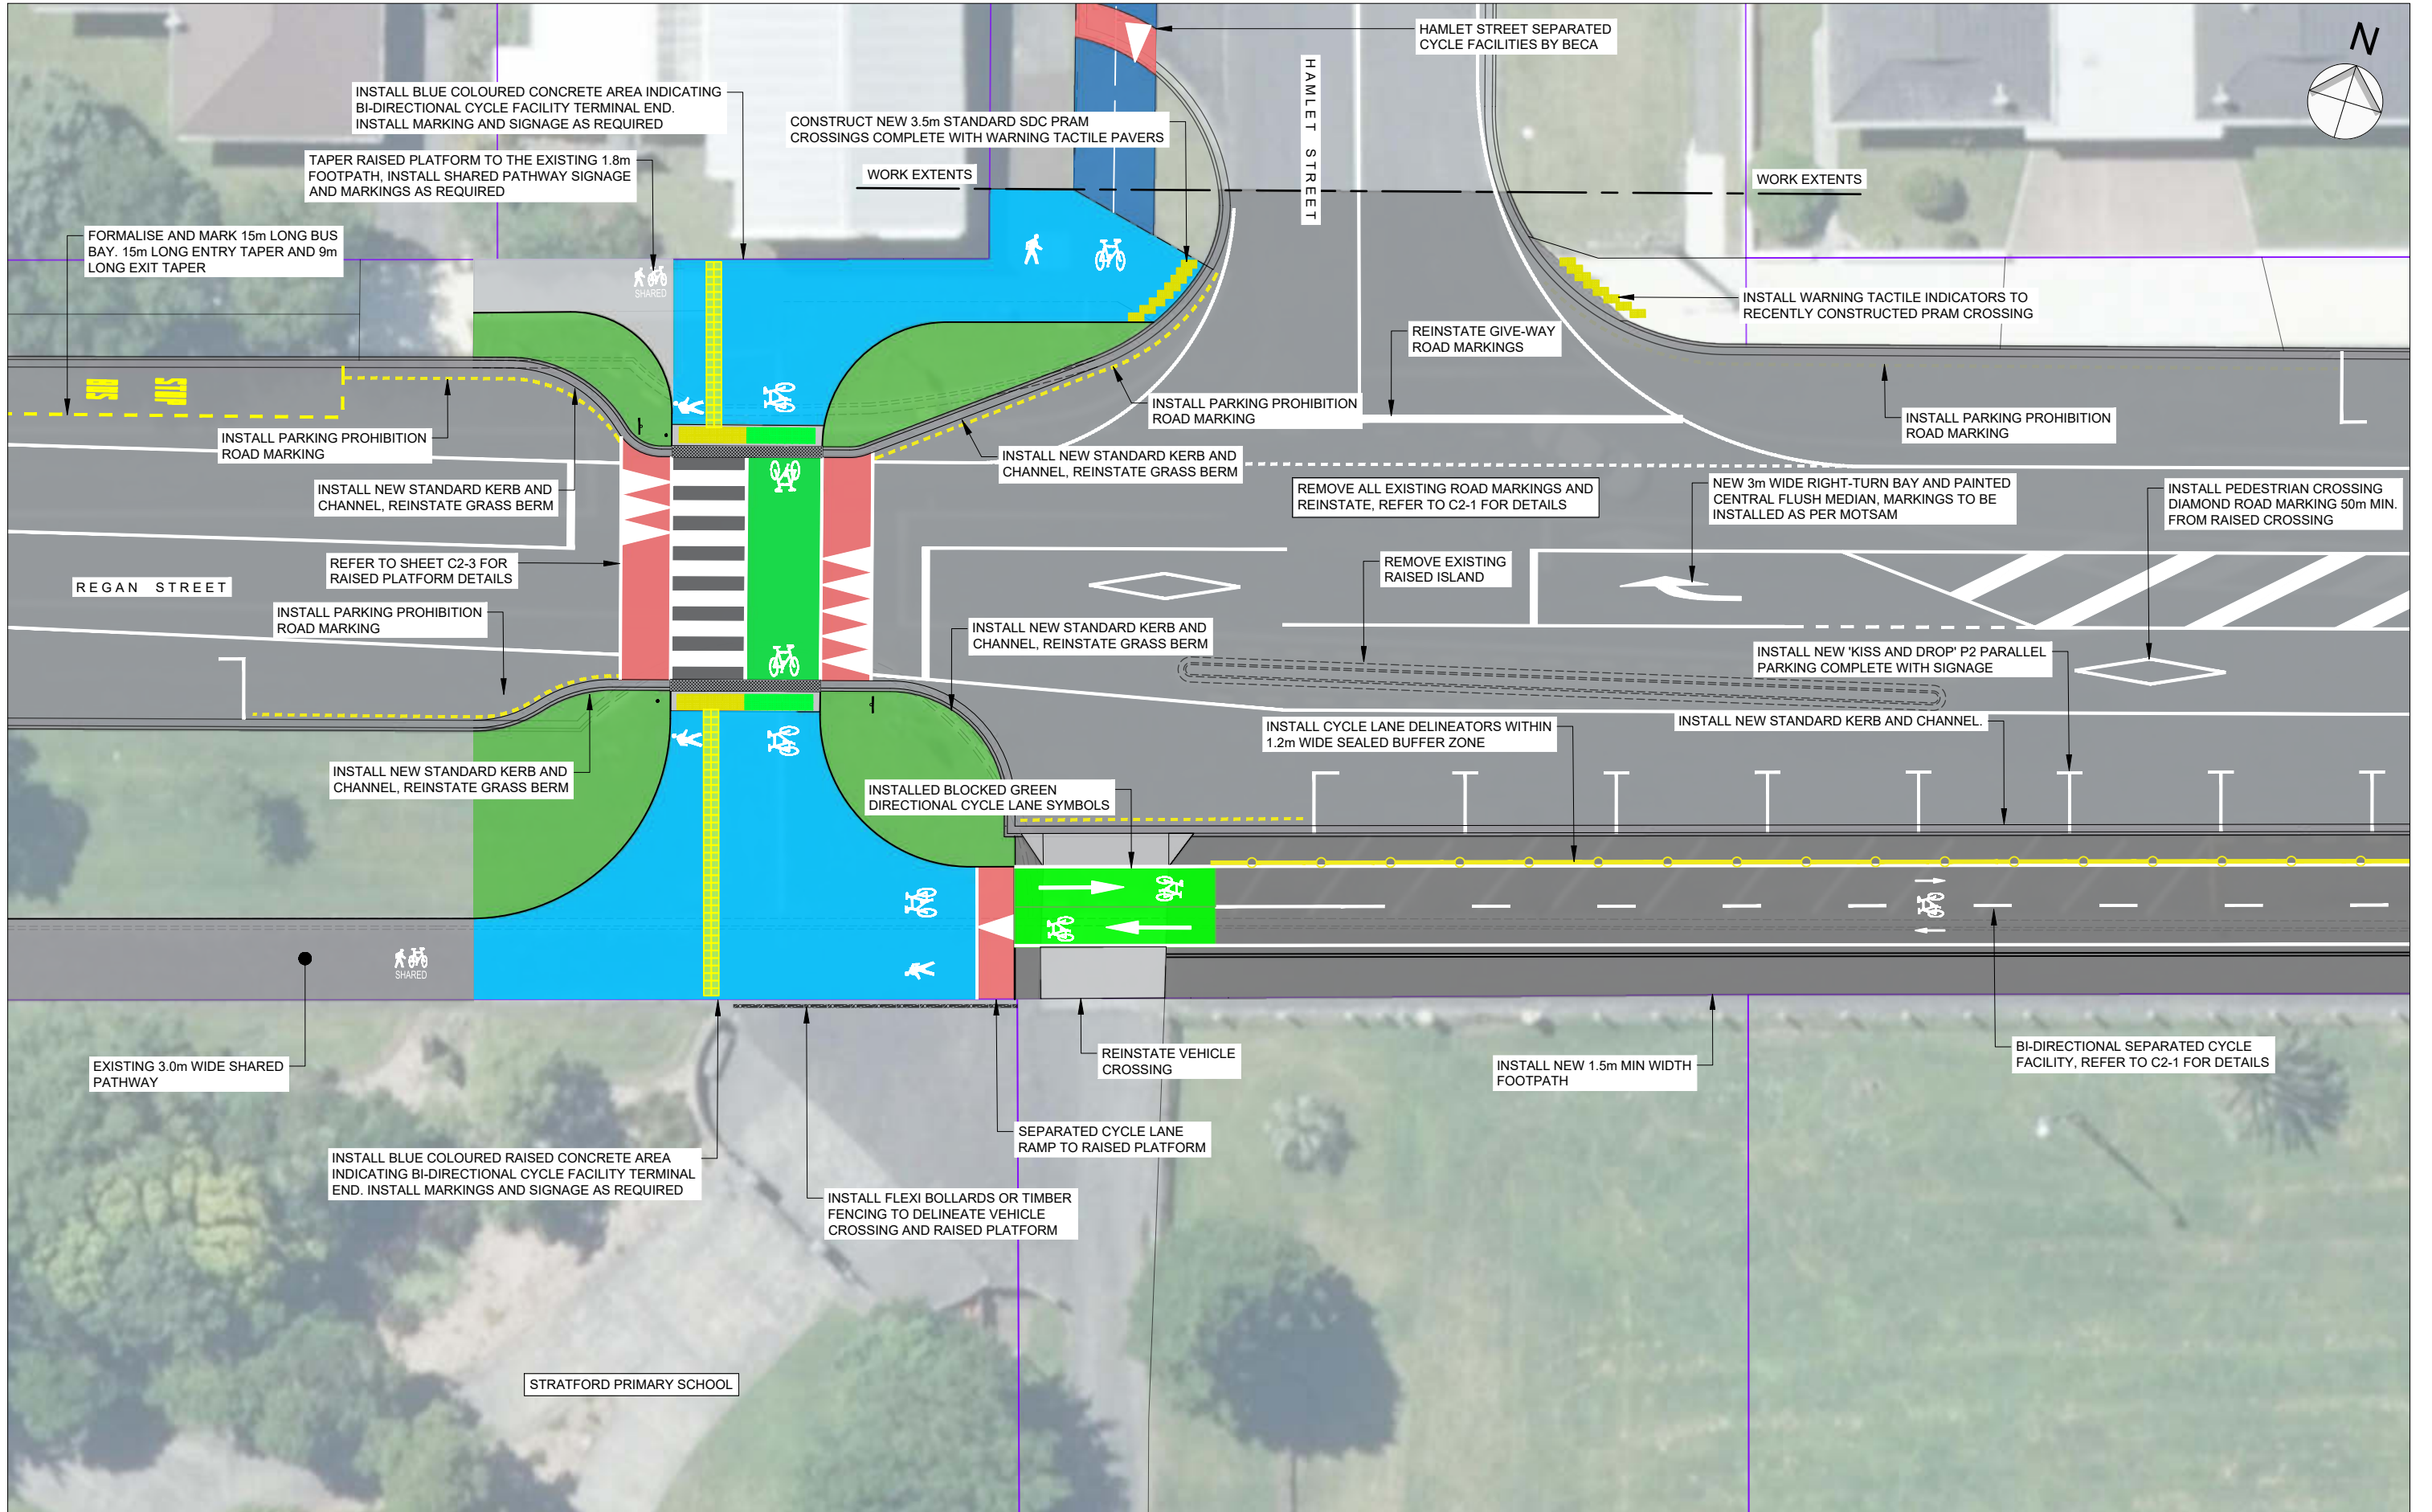 HAMLET STREET SEPARATED
CYCLE FACILITIES BY BECA
N
INSTALL BLUE COLOURED CONCRETE AREA INDICATING
BI-DIRECTIONAL CYCLE FACILITY TERMINAL END.
INSTALL MARKING AND SIGNAGE AS REQUIRED
HAMLET STREET
CONSTRUCT NEW 3.5m STANDARD SDC PRAM
CROSSINGS COMPLETE WITH WARNING TACTILE PAVERS
TAPER RAISED PLATFORM TO THE EXISTING 1.8m
FOOTPATH, INSTALL SHARED PATHWAY SIGNAGE
AND MARKINGS AS REQUIRED
WORK EXTENTS
WORK EXTENTS
FORMALISE AND MARK 15m LONG BUS
BAY. 15m LONG ENTRY TAPER AND 9m
LONG EXIT TAPER
SHARED
INSTALL WARNING TACTILE INDICATORS TO
RECENTLY CONSTRUCTED PRAM CROSSING
REINSTATE GIVE-WAY
ROAD MARKINGS
BUS
STOP
INSTALL PARKING PROHIBITION
ROAD MARKING
INSTALL PARKING PROHIBITION
ROAD MARKING
INSTALL PARKING PROHIBITION
ROAD MARKING
INSTALL NEW STANDARD KERB AND
CHANNEL, REINSTATE GRASS BERM
INSTALL NEW STANDARD KERB AND
CHANNEL, REINSTATE GRASS BERM
REMOVE ALL EXISTING ROAD MARKINGS AND
REINSTATE, REFER TO C2-1 FOR DETAILS
NEW 3m WIDE RIGHT-TURN BAY AND PAINTED
CENTRAL FLUSH MEDIAN, MARKINGS TO BE
INSTALLED AS PER MOTSAM
INSTALL PEDESTRIAN CROSSING
DIAMOND ROAD MARKING 50m MIN.
FROM RAISED CROSSING
REFER TO SHEET C2-3 FOR
RAISED PLATFORM DETAILS
REMOVE EXISTING
RAISED ISLAND
REGAN STREET
INSTALL PARKING PROHIBITION
ROAD MARKING
INSTALL NEW STANDARD KERB AND
CHANNEL, REINSTATE GRASS BERM
INSTALL NEW 'KISS AND DROP' P2 PARALLEL
PARKING COMPLETE WITH SIGNAGE
INSTALL CYCLE LANE DELINEATORS WITHIN
1.2m WIDE SEALED BUFFER ZONE
INSTALL NEW STANDARD KERB AND CHANNEL.
INSTALL NEW STANDARD KERB AND
CHANNEL, REINSTATE GRASS BERM
INSTALLED BLOCKED GREEN
DIRECTIONAL CYCLE LANE SYMBOLS
SHARED
EXISTING 3.0m WIDE SHARED
PATHWAY
REINSTATE VEHICLE
CROSSING
INSTALL NEW 1.5m MIN WIDTH
FOOTPATH
BI-DIRECTIONAL SEPARATED CYCLE
FACILITY, REFER TO C2-1 FOR DETAILS
SEPARATED CYCLE LANE
RAMP TO RAISED PLATFORM
INSTALL BLUE COLOURED RAISED CONCRETE AREA
INDICATING BI-DIRECTIONAL CYCLE FACILITY TERMINAL
END. INSTALL MARKINGS AND SIGNAGE AS REQUIRED
INSTALL FLEXI BOLLARDS OR TIMBER
FENCING TO DELINEATE VEHICLE
CROSSING AND RAISED PLATFORM
STRATFORD PRIMARY SCHOOL